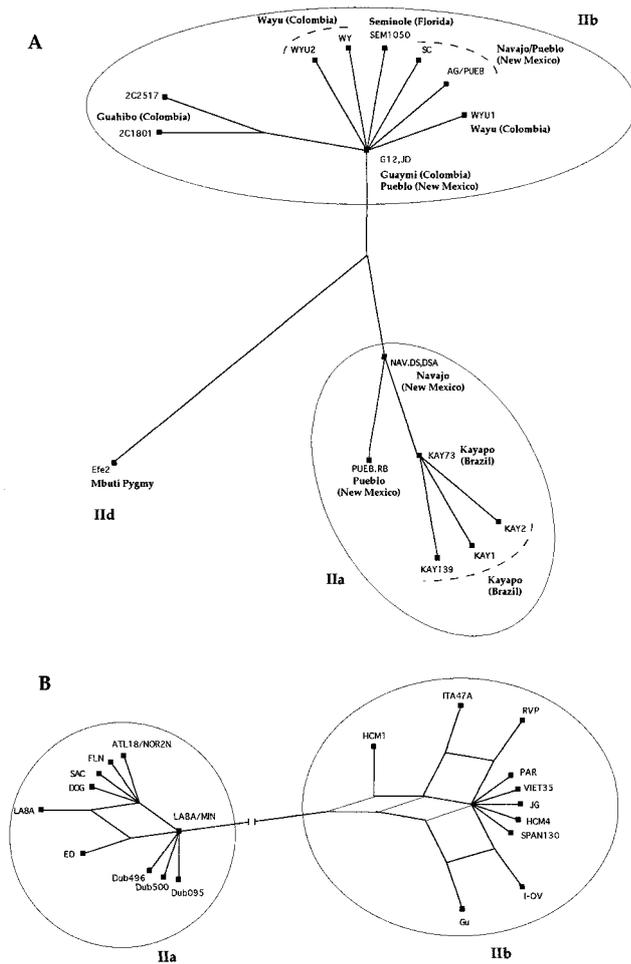 A
IIb
Wayu (Colombia)
Seminole (Florida)
Navajo/Pueblo
(New Mexico)
WYU2
WY
SEM1050
SC
AG/PUEB
WYU1
Wayu (Colombia)
2C2517
Guahibo (Colombia)
2C1801
G12,JD
Guaymi (Colombia)
Pueblo (New Mexico)
NAV.DS,DSA
Navajo
(New Mexico)
Efe2
Mbuti Pygmy
IId
PUEB.RB
Pueblo
(New Mexico)
KAY73
Kayapo
(Brazil)
KAY2
KAY1
KAY139
Kayapo
(Brazil)
IIa
B
ATL18/NOR2N
FLN
SAC
DOG
LA8A
LA8A/MIN
ED
Dub496
Dub500
Dub095
IIa
ITA47A
RVP
HCM1
PAR
VIET35
JG
HCM4
SPAN130
I-OV
Gu
IIb